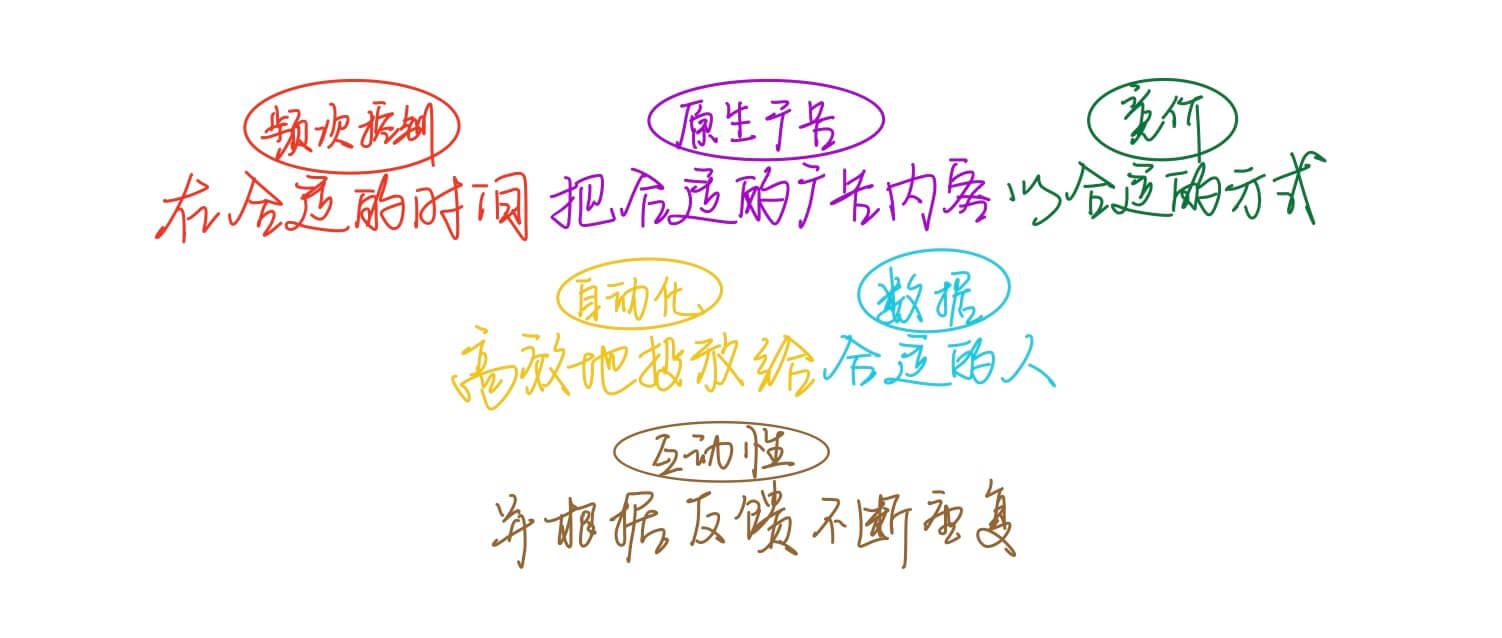 频次控制 原生广告 竞价
在合适的时间 把合适的广告内容 以合适的方式
自动化 数据
高效地投放给 合适的人
互动性
并根据反馈不断重复